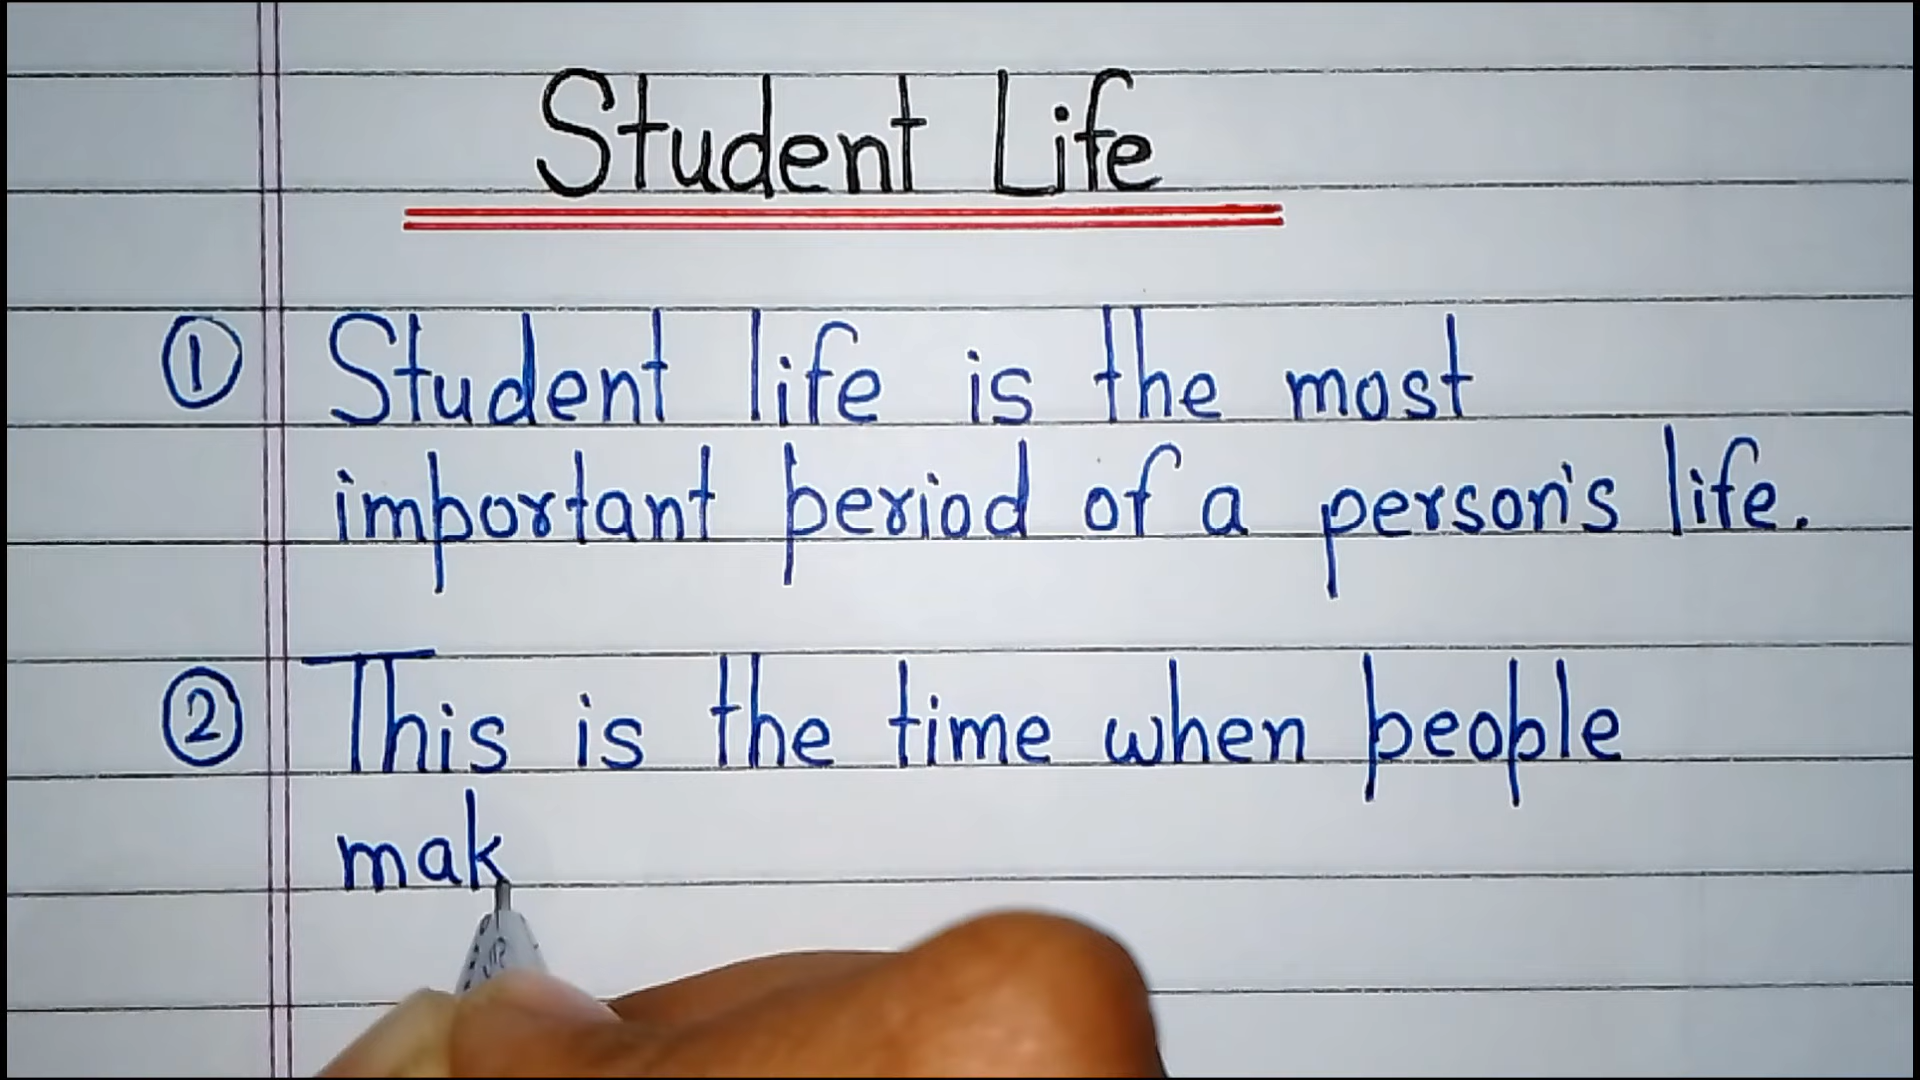 Student Life
① Student life is the most
important period of a person's life.
② This is the time when people
mak